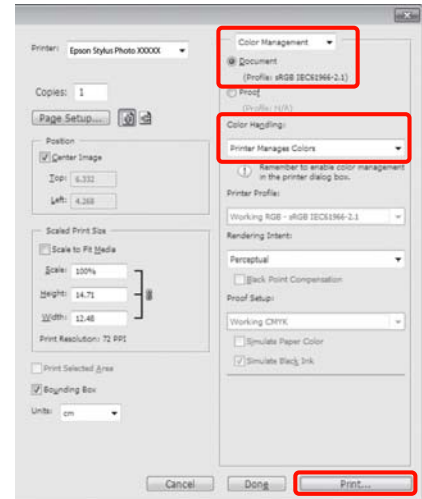 Printer: Epson Stylus Photo XXXXX
Copies: 1
Page Setup...
Position
Center Image
Top: 6.332
Left: 4.268
Scaled Print Size
Scale to Fit Media
Scale: 100%
Height: 14.71
Width: 12.48
Print Resolution: 72 PPI
Print Selected Area
Bounding Box
Units: cm
Color Management
Document
(Profile: sRGB IEC61966-2.1)
Proof
(Profile: N/A)
Color Handling:
Printer Manages Colors
Remember to enable color management
in the printer dialog box.
Printer Profile:
Working RGB - sRGB IEC61966-2.1
Rendering Intent:
Perceptual
Black Point Compensation
Proof Setup:
Working CMYK
Simulate Paper Color
Simulate Black Ink
Cancel
Done
Print...